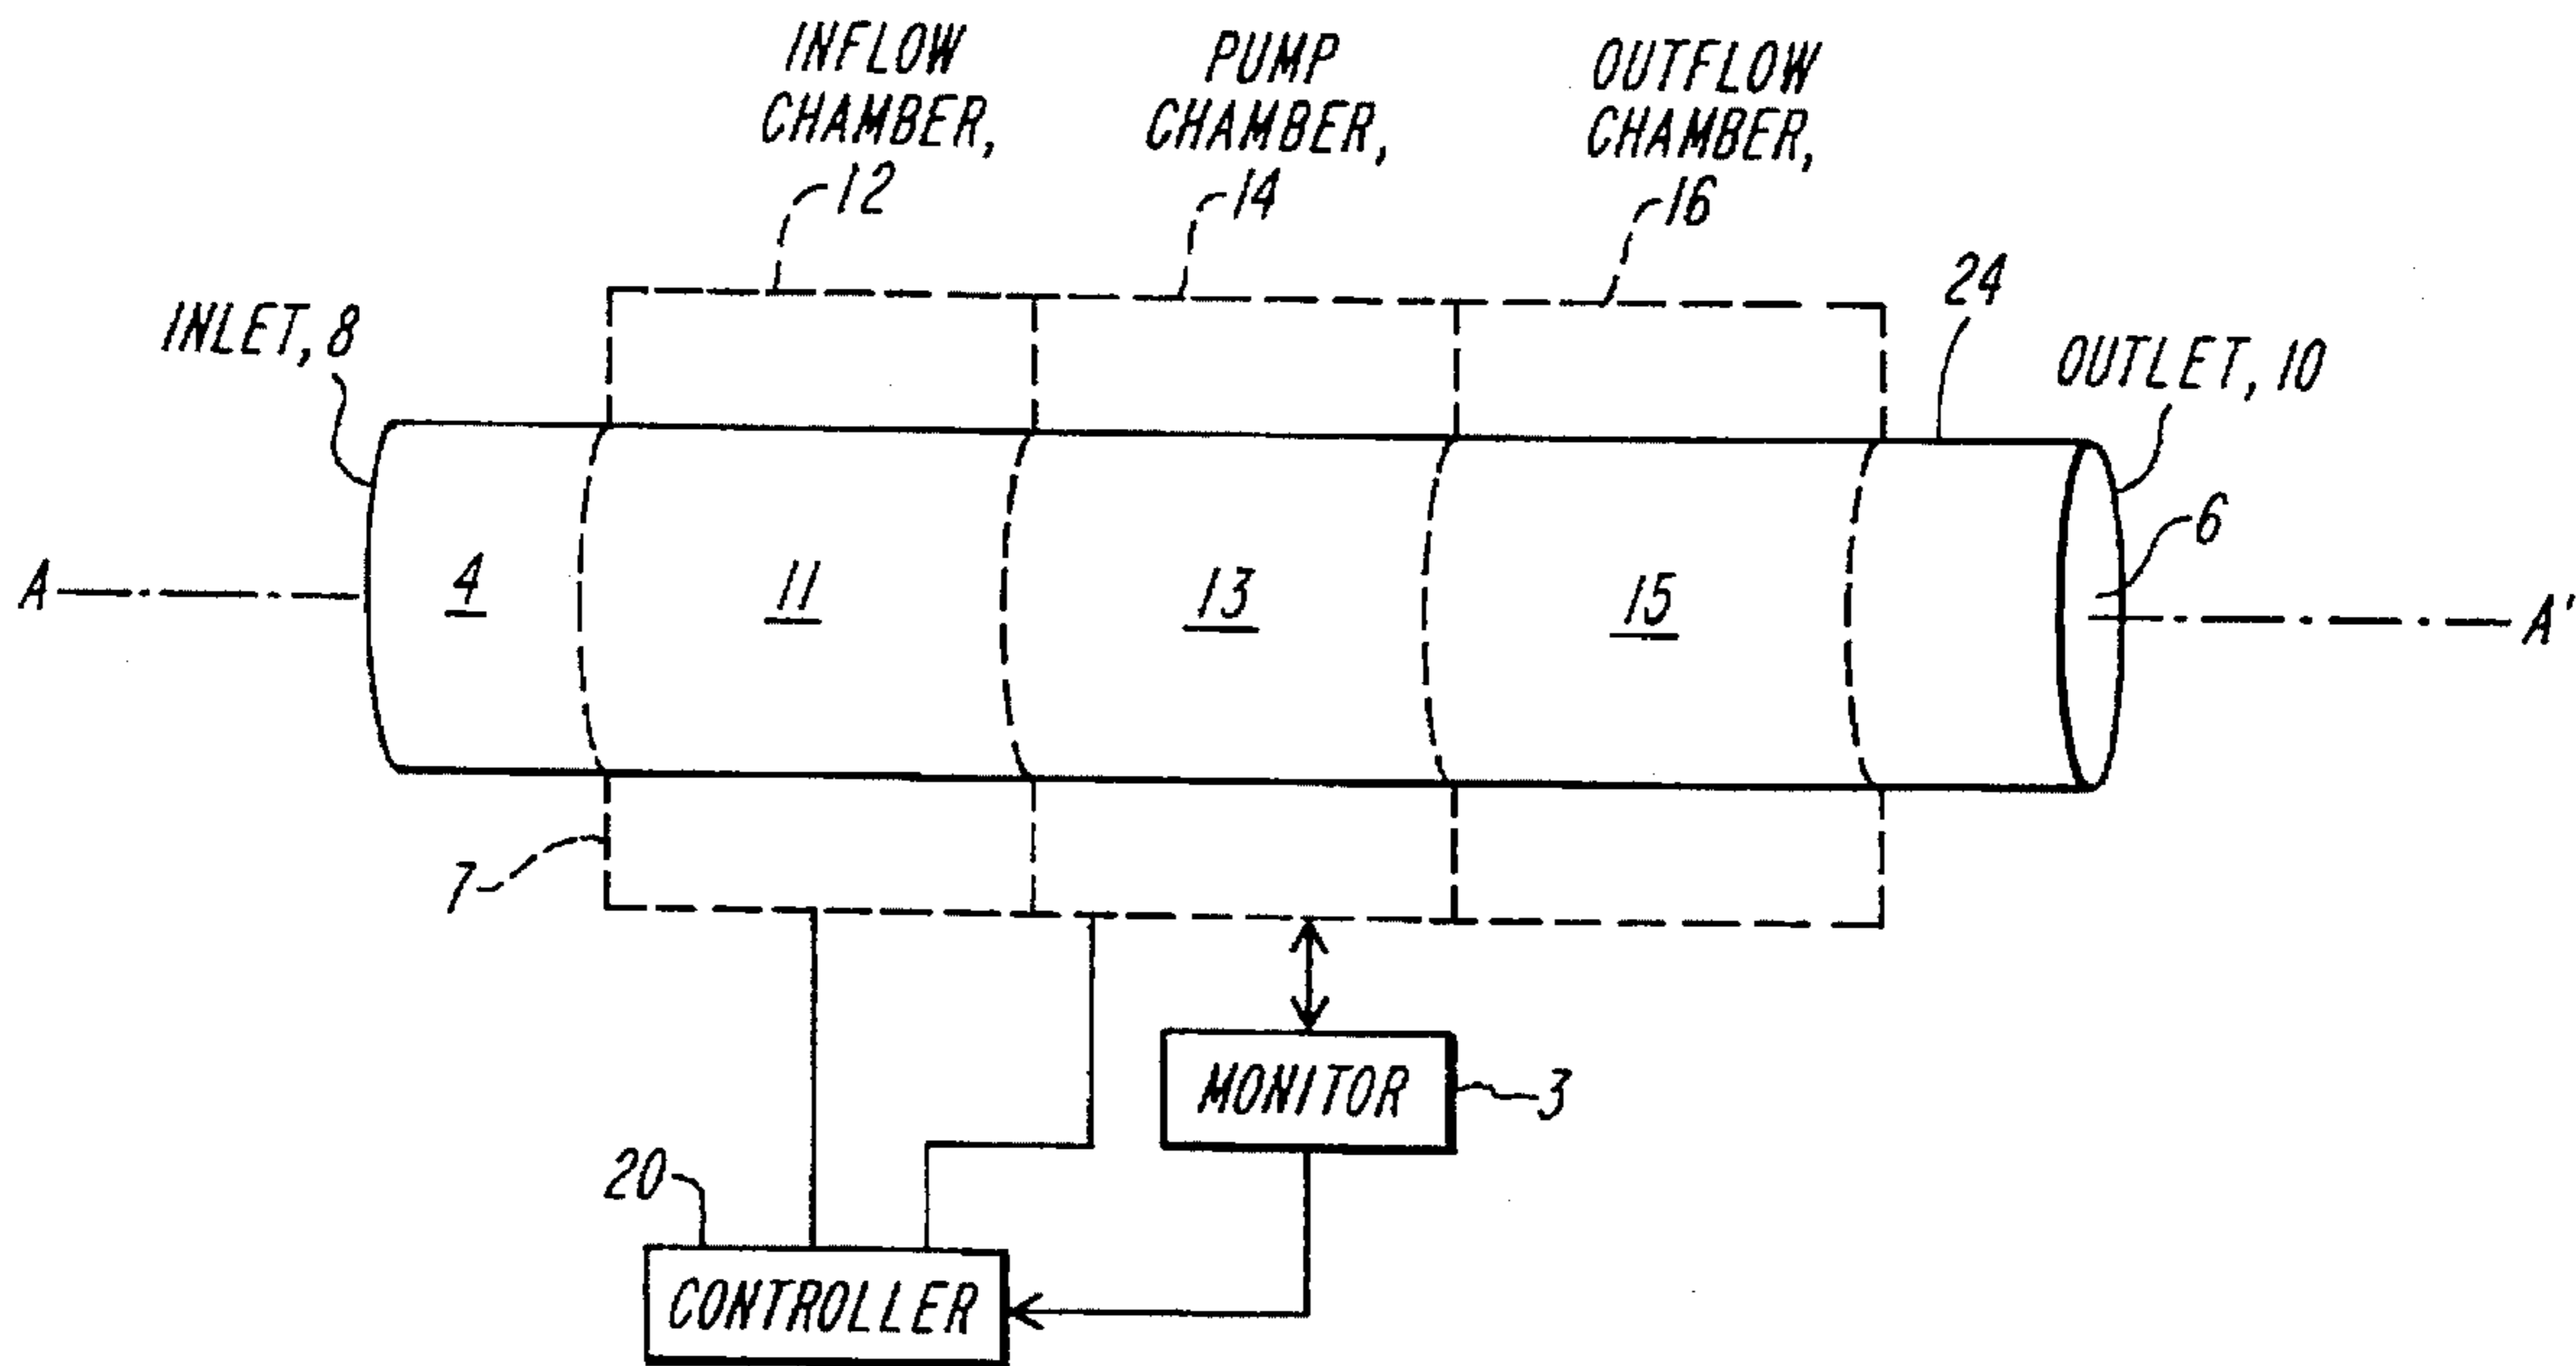 INFLOW
CHAMBER,
12
PUMP
CHAMBER,
14
OUTFLOW
CHAMBER,
16
INLET, 8
24
OUTLET, 10
6
A
4
11
13
15
A'
7
MONITOR
3
20
CONTROLLER